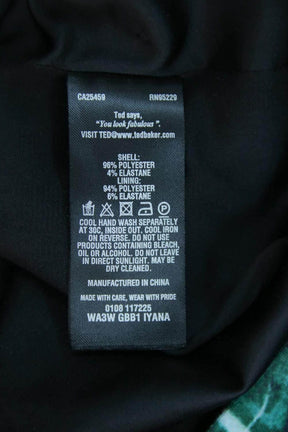 CA25459 RN95229
Ted says,
"You look fabulous".
VISIT TED@www.tedbaker.com
SHELL:
96% POLYESTER
4% ELASTANE
LINING:
94% POLYESTER
6% ELASTANE
COOL HAND WASH SEPARATELY
AT 30C, INSIDE OUT. COOL IRON
ON REVERSE. DO NOT USE
PRODUCTS CONTAINING BLEACH,
OIL OR ALCOHOL. DO NOT LEAVE
IN DIRECT SUNLIGHT. MAY BE
DRY CLEANED.
MANUFACTURED IN CHINA
MADE WITH CARE, WEAR WITH PRIDE
0108 117225
WA3W GBB1 IYANA